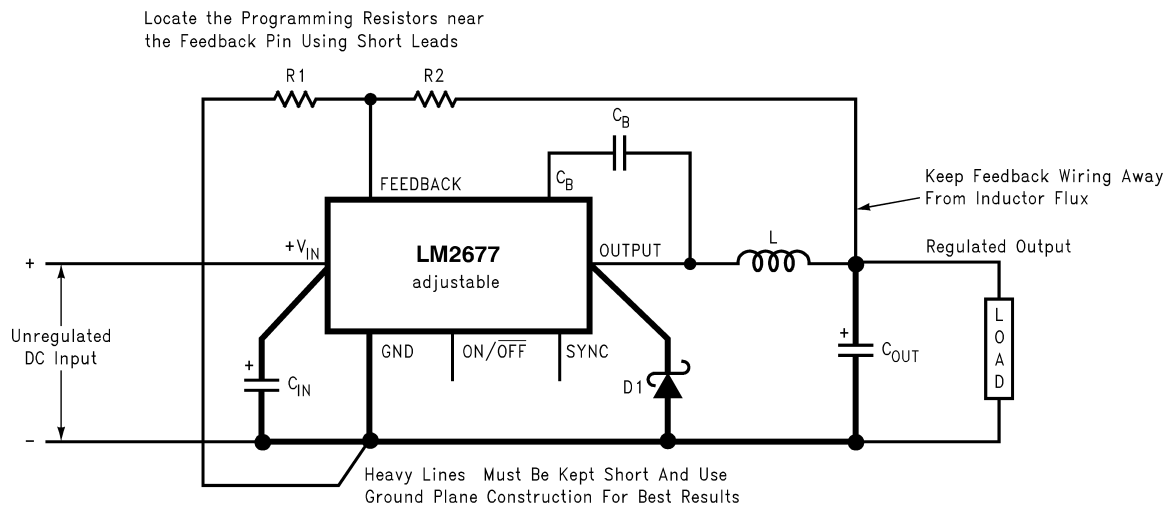 Locate the Programming Resistors near
the Feedback Pin Using Short Leads
R1
R2
C_B
FEEDBACK
C_B
Keep Feedback Wiring Away
From Inductor Flux
+V_IN
LM2677
adjustable
OUTPUT
L
Regulated Output
+
Unregulated
DC Input
–
GND
ON/O̅F̅F̅
SYNC
+
C_IN
D1
+
C_OUT
LOAD
Heavy Lines Must Be Kept Short And Use
Ground Plane Construction For Best Results